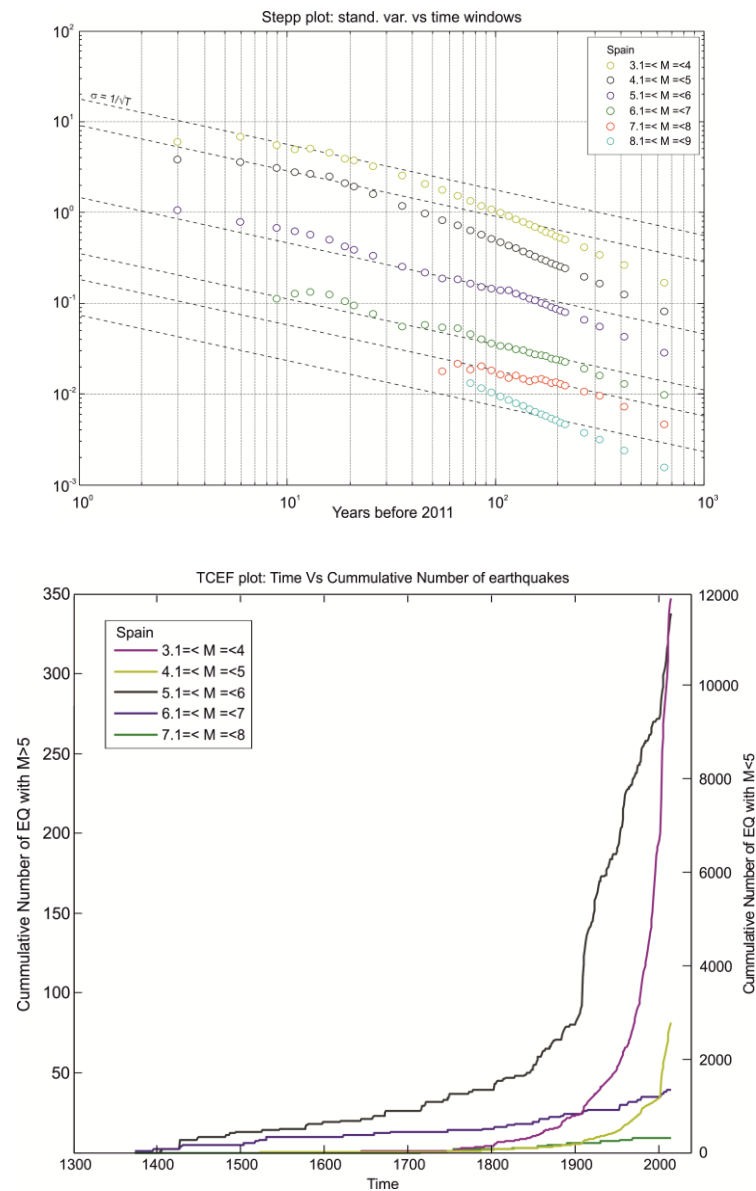 Stepp plot: stand. var. vs time windows
10²
10¹
10⁰
10⁻¹
10⁻²
10⁻³
σ = 1/√T
Spain
3.1=< M =<4
4.1=< M =<5
5.1=< M =<6
6.1=< M =<7
7.1=< M =<8
8.1=< M =<9
10⁰ 10¹ 10² 10³
Years before 2011
TCEF plot: Time Vs Cummulative Number of earthquakes
Cummulative Number of EQ with M>5
350
300
250
200
150
100
50
Spain
3.1=< M =<4
4.1=< M =<5
5.1=< M =<6
6.1=< M =<7
7.1=< M =<8
12000
10000
8000
6000
4000
2000
0
Cummulative Number of EQ with M<5
1300 1400 1500 1600 1700 1800 1900 2000
Time